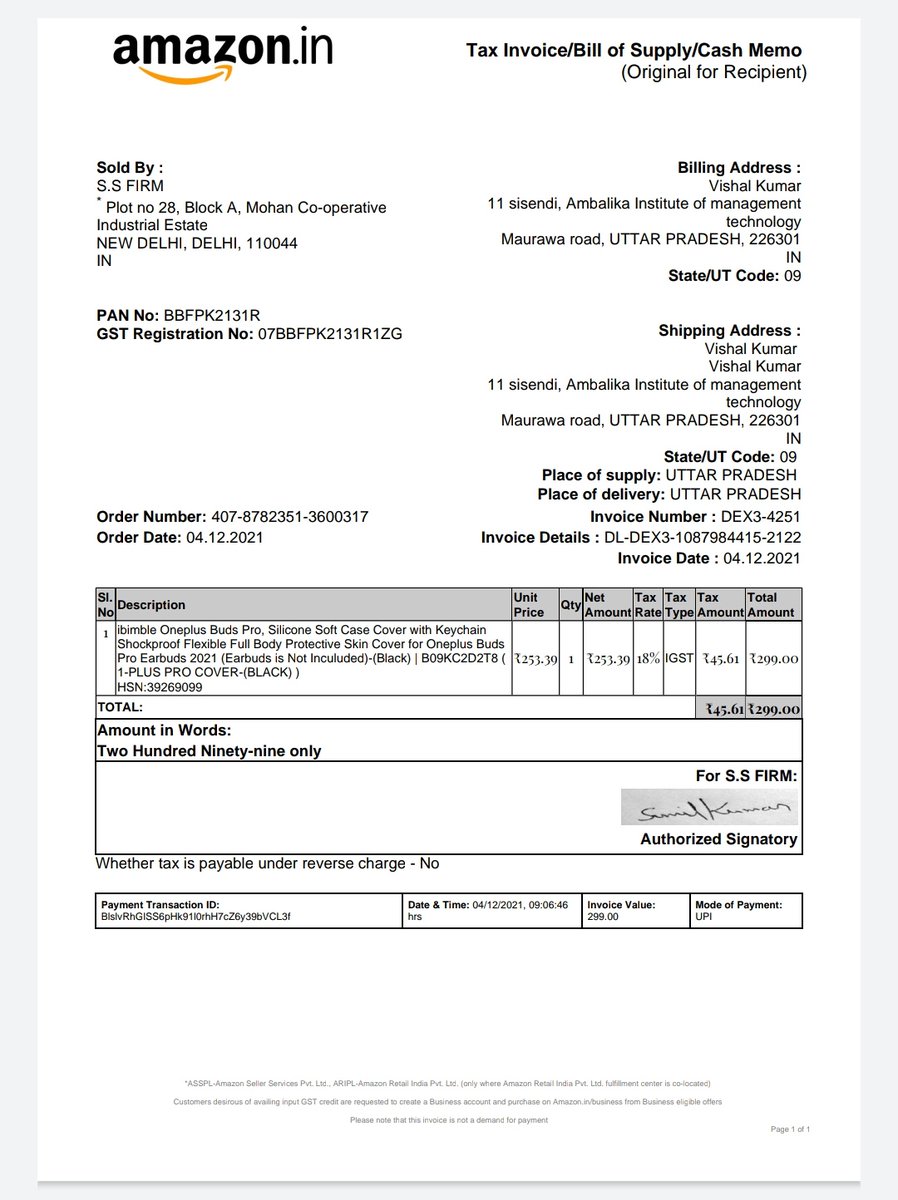 amazon.in
Tax Invoice/Bill of Supply/Cash Memo
(Original for Recipient)
Sold By :
S.S FIRM
* Plot no 28, Block A, Mohan Co-operative
Industrial Estate
NEW DELHI, DELHI, 110044
IN
PAN No: BBFPK2131R
GST Registration No: 07BBFPK2131R1ZG
Billing Address :
Vishal Kumar
11 sisendi, Ambalika Institute of management
technology
Maurawa road, UTTAR PRADESH, 226301
IN
State/UT Code: 09
Shipping Address :
Vishal Kumar
Vishal Kumar
11 sisendi, Ambalika Institute of management
technology
Maurawa road, UTTAR PRADESH, 226301
IN
State/UT Code: 09
Place of supply: UTTAR PRADESH
Place of delivery: UTTAR PRADESH
Order Number: 407-8782351-3600317
Order Date: 04.12.2021
Invoice Number : DEX3-4251
Invoice Details : DL-DEX3-1087984415-2122
Invoice Date : 04.12.2021
Sl. No Description Unit Price Qty Net Amount Tax Rate Tax Type Tax Amount Total Amount
1 ibimble Oneplus Buds Pro, Silicone Soft Case Cover with Keychain
Shockproof Flexible Full Body Protective Skin Cover for Oneplus Buds
Pro Earbuds 2021 (Earbuds is Not Inculuded)-(Black) | B09KC2D2T8 ( ₹253.39 1 ₹253.39 18% IGST ₹45.61 ₹299.00
1-PLUS PRO COVER-(BLACK) )
HSN:39269099
TOTAL: ₹45.61 ₹299.00
Amount in Words:
Two Hundred Ninety-nine only
For S.S FIRM:
Sunil Kumar
Authorized Signatory
Whether tax is payable under reverse charge - No
Payment Transaction ID: Date & Time: 04/12/2021, 09:06:46 Invoice Value: Mode of Payment:
BlslvRhGISS6pHk91I0rhH7cZ6y39bVCL3f hrs 299.00 UPI
*ASSPL-Amazon Seller Services Pvt. Ltd., ARIPL-Amazon Retail India Pvt. Ltd. (only where Amazon Retail India Pvt. Ltd. fulfillment center is co-located)
Customers desirous of availing input GST credit are requested to create a Business account and purchase on Amazon.in/business from Business eligible offers
Please note that this invoice is not a demand for payment
Page 1 of 1